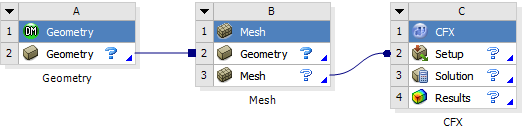 A
1 DM Geometry
2 Geometry ?
Geometry
B
1 Mesh
2 Geometry ?
3 Mesh ?
Mesh
C
1 CFX
2 Setup ?
3 Solution ?
4 Results ?
CFX